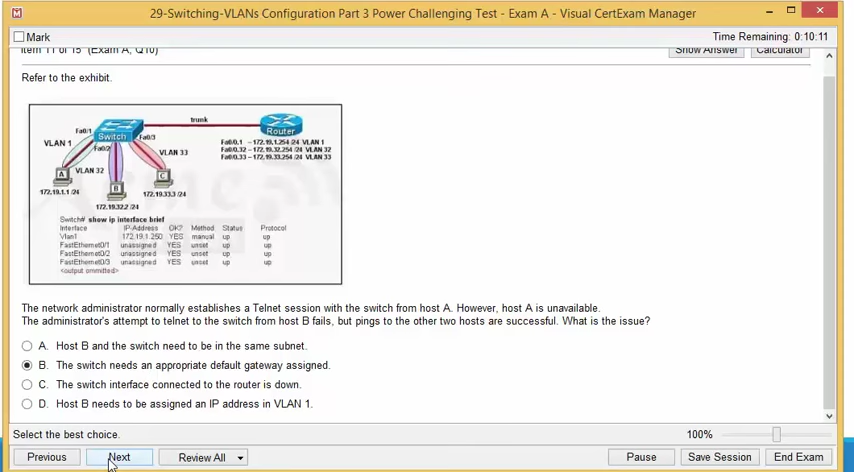 29-Switching-VLANs Configuration Part 3 Power Challenging Test - Exam A - Visual CertExam Manager
Mark
Time Remaining: 0:10:11
Item 11 of 15 (Exam A, Q10)
Show Answer
Calculator
Refer to the exhibit.
trunk
Fa0/1
Switch
Router
Fa0/3
VLAN 1
Fa0/2
Fa0/0.1 – 172.19.1.254 /24 VLAN 1
Fa0/0.32 – 172.19.32.254 /24 VLAN 32
Fa0/0.33 – 172.19.33.254 /24 VLAN 33
VLAN 33
VLAN 32
A
B
C
172.19.1.1 /24
172.19.32.2 /24
172.19.33.3 /24
Switch# show ip interface brief
Interface IP-Address OK? Method Status Protocol
Vlan1 172.19.1.250 YES manual up up
FastEthernet0/1 unassigned YES unset up up
FastEthernet0/2 unassigned YES unset up up
FastEthernet0/3 unassigned YES unset up up
<output ommitted>
The network administrator normally establishes a Telnet session with the switch from host A. However, host A is unavailable.
The administrator's attempt to telnet to the switch from host B fails, but pings to the other two hosts are successful. What is the issue?
A. Host B and the switch need to be in the same subnet.
B. The switch needs an appropriate default gateway assigned.
C. The switch interface connected to the router is down.
D. Host B needs to be assigned an IP address in VLAN 1.
Select the best choice.
100%
Previous
Next
Review All
Pause
Save Session
End Exam